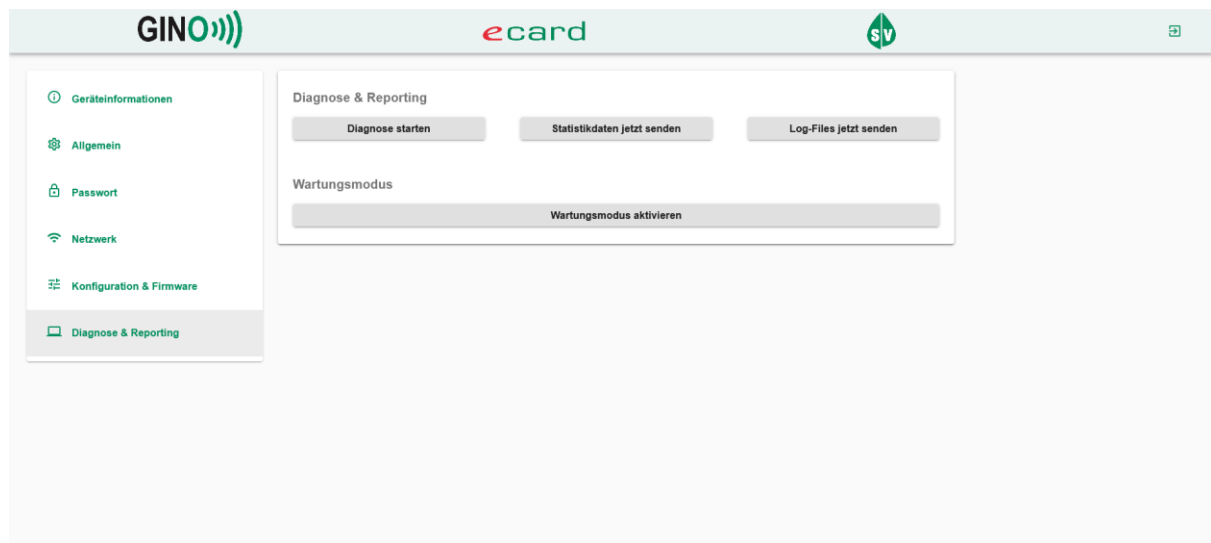 GINO
ecard
SV
Geräteinformationen
Allgemein
Passwort
Netzwerk
Konfiguration & Firmware
Diagnose & Reporting
Diagnose & Reporting
Diagnose starten
Statistikdaten jetzt senden
Log-Files jetzt senden
Wartungsmodus
Wartungsmodus aktivieren